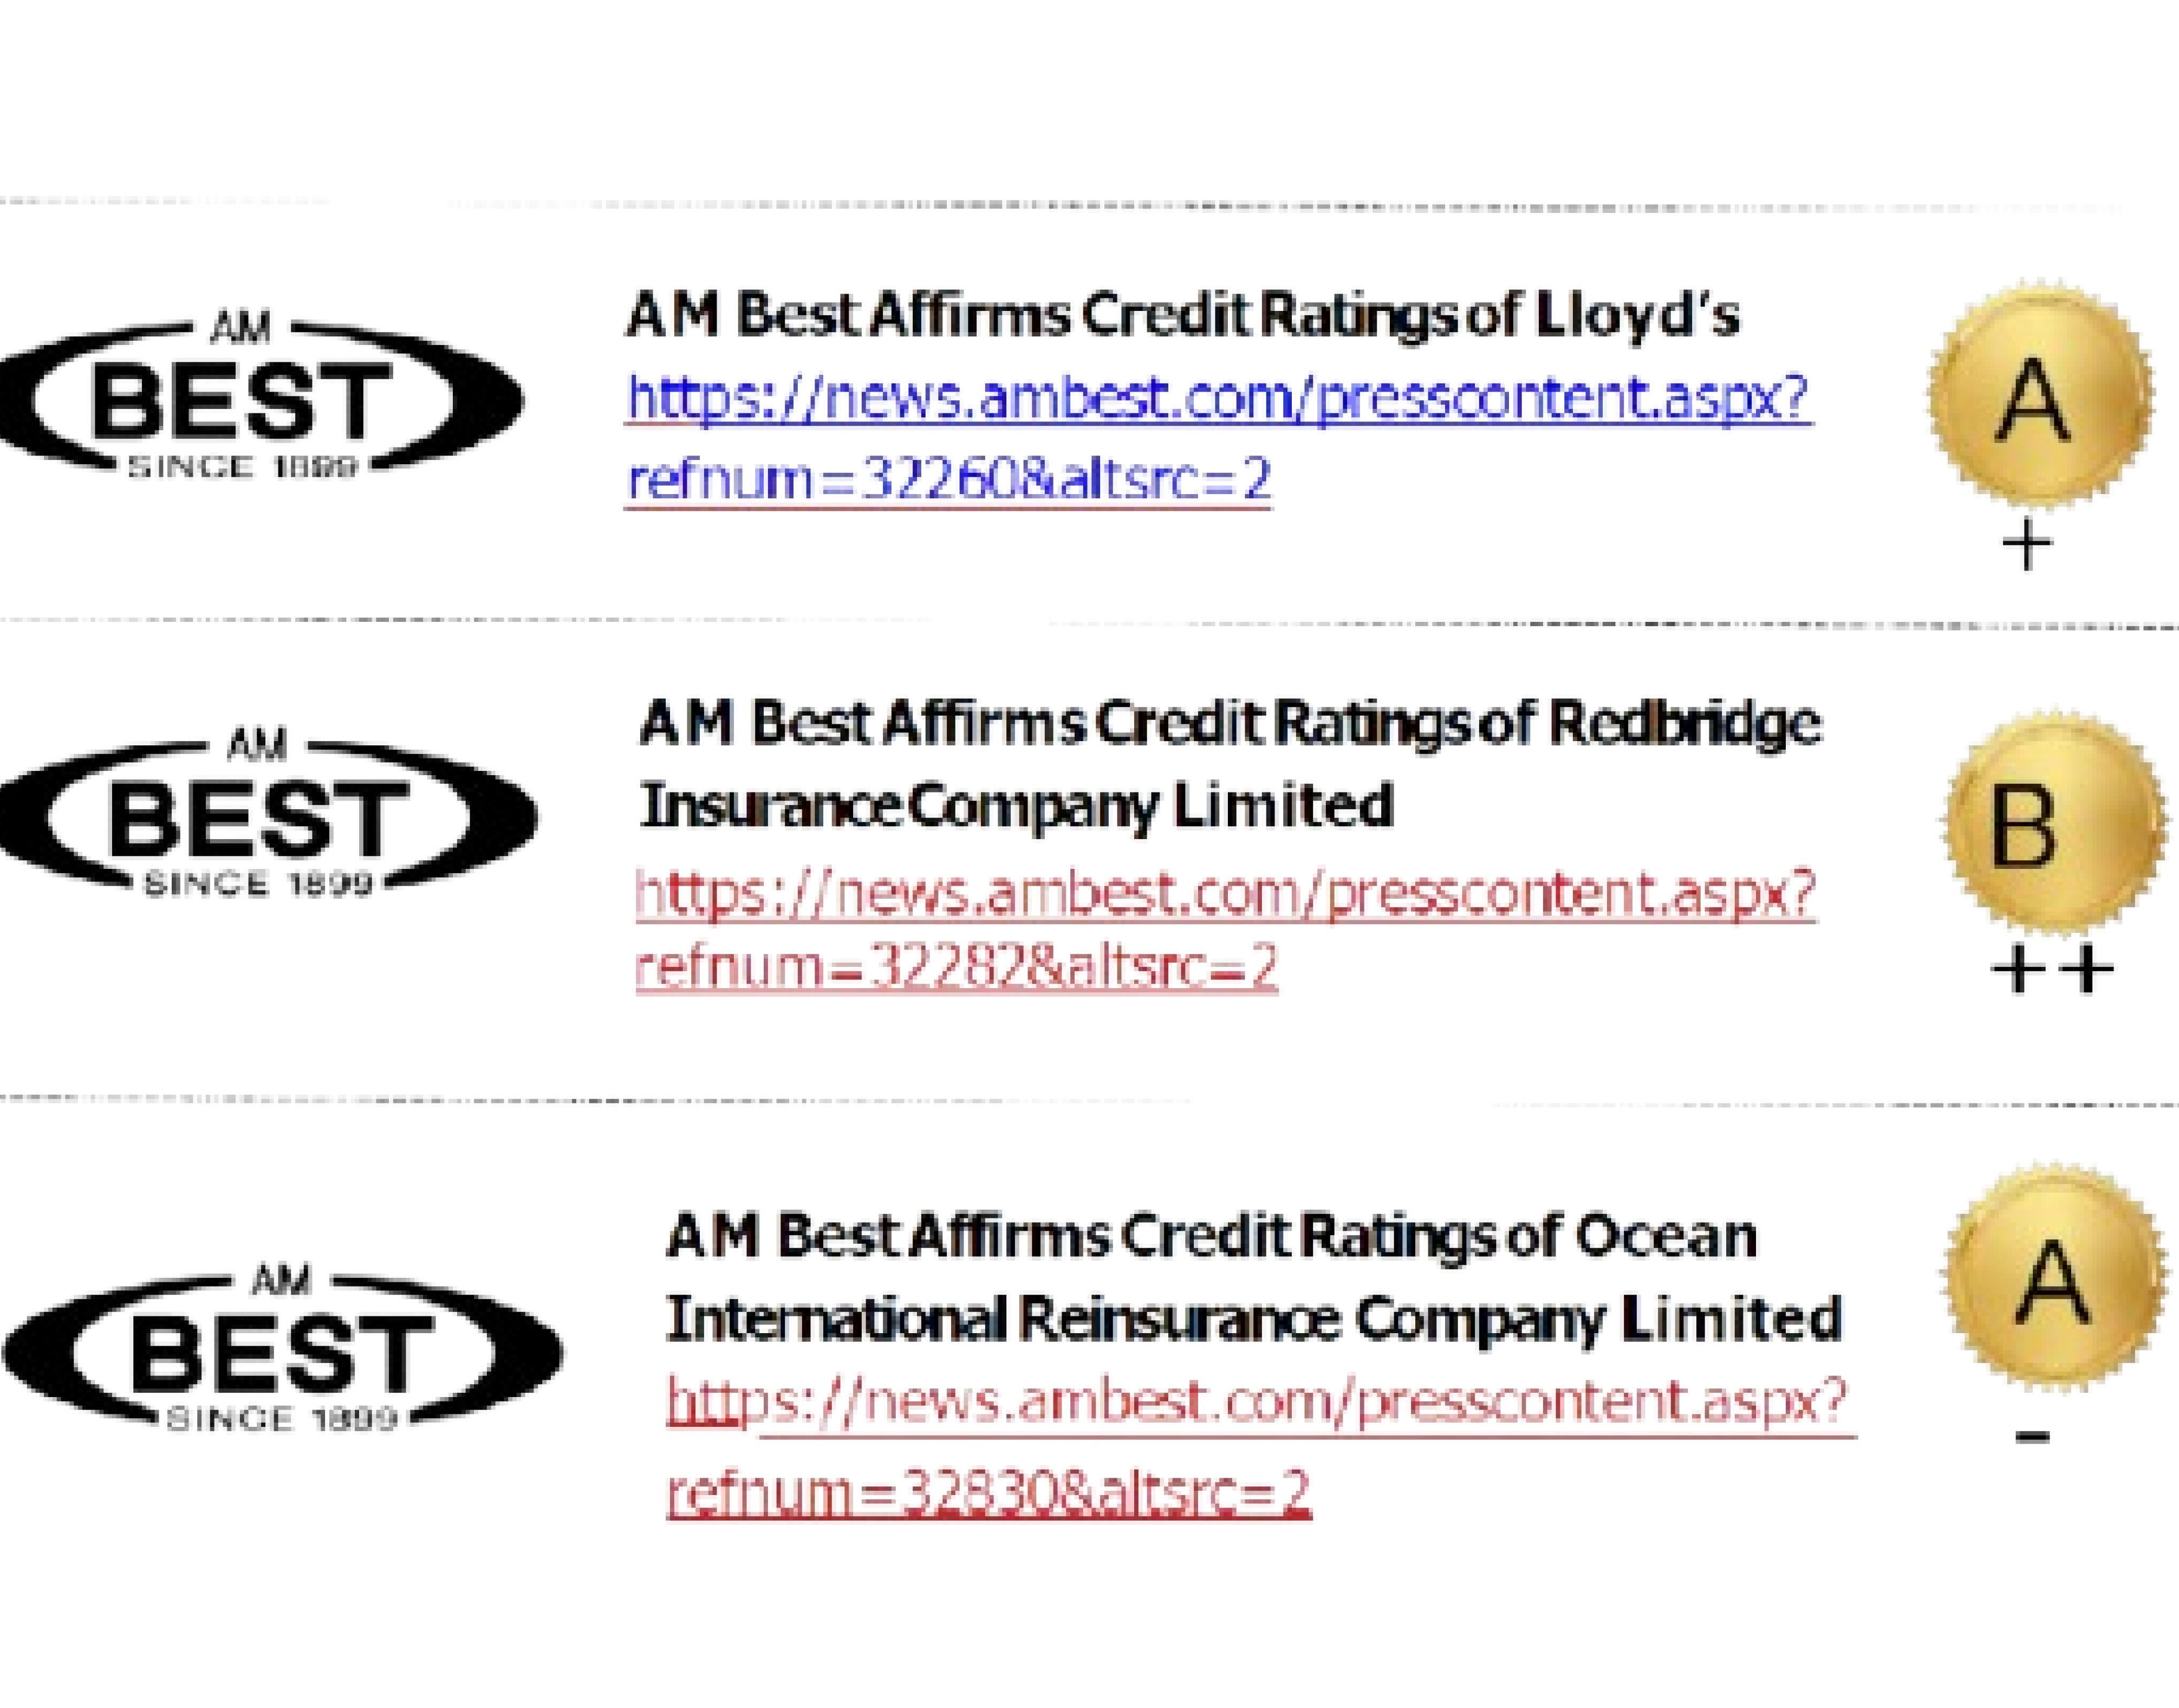 AM
BEST
SINCE 1899
AM Best Affirms Credit Ratings of Lloyd's
https://news.ambest.com/presscontent.aspx?
refnum=32260&altsrc=2
A
+
AM
BEST
SINCE 1899
AM Best Affirms Credit Ratings of Redbridge
Insurance Company Limited
https://news.ambest.com/presscontent.aspx?
refnum=32282&altsrc=2
B
++
AM
BEST
SINCE 1899
AM Best Affirms Credit Ratings of Ocean
International Reinsurance Company Limited
https://news.ambest.com/presscontent.aspx?
refnum=32830&altsrc=2
A
-